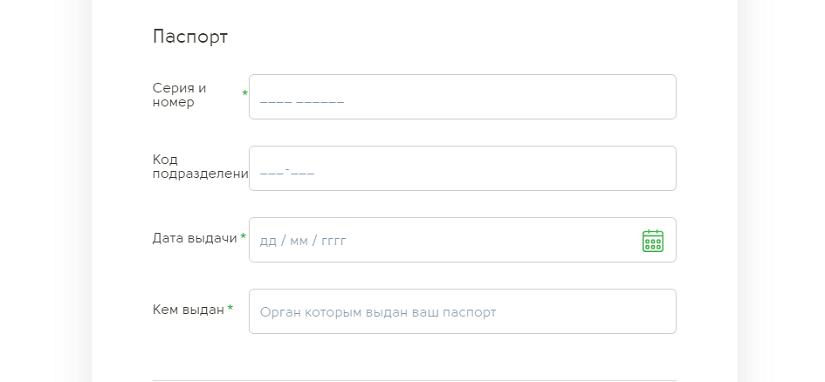 Паспорт
Серия и
номер *
____ ______
Код
подразделени
___-___
Дата выдачи *
дд / мм / гггг
Кем выдан *
Орган которым выдан ваш паспорт